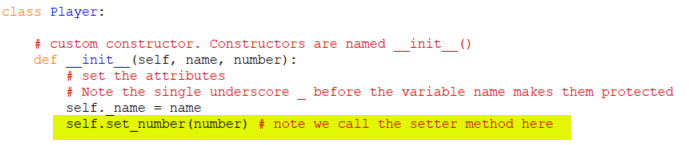 class Player:
# custom constructor. Constructors are named __init__()
def __init__(self, name, number):
# set the attributes
# Note the single underscore _ before the variable name makes them protected
self._name = name
self.set_number(number) # note we call the setter method here